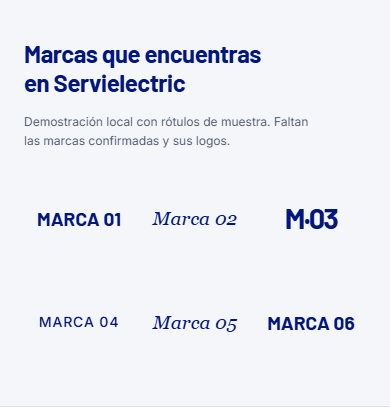 Marcas que encuentras
en Servielectric
Demostración local con rótulos de muestra. Faltan
las marcas confirmadas y sus logos.
MARCA 01 Marca 02 M·03
MARCA 04 Marca 05 MARCA 06